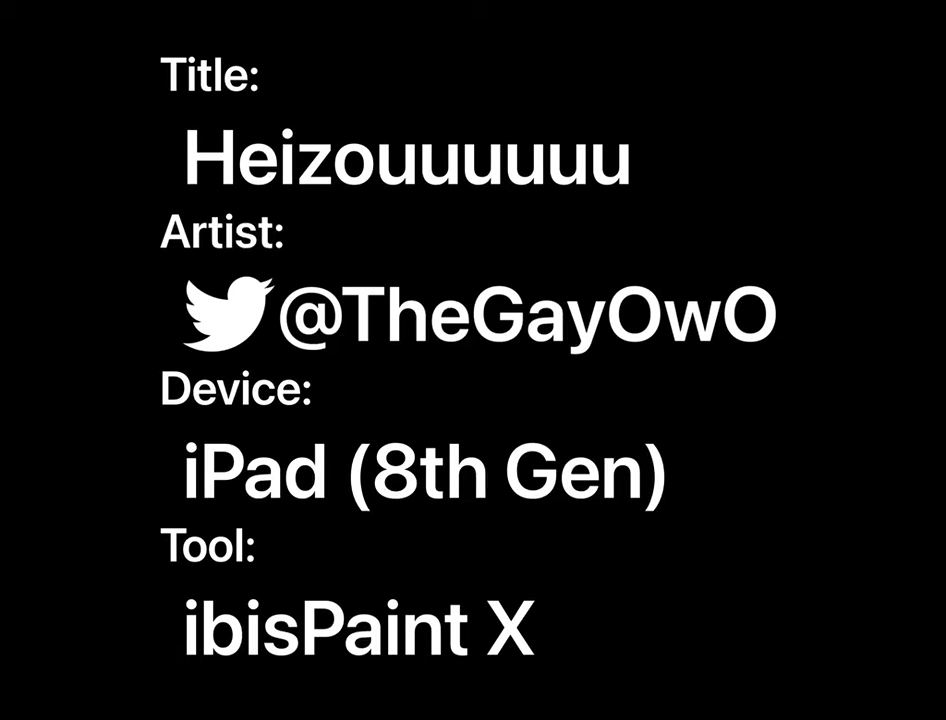 Title:
Heizouuuuuu
Artist:
@TheGayOwO
Device:
iPad (8th Gen)
Tool:
ibisPaint X